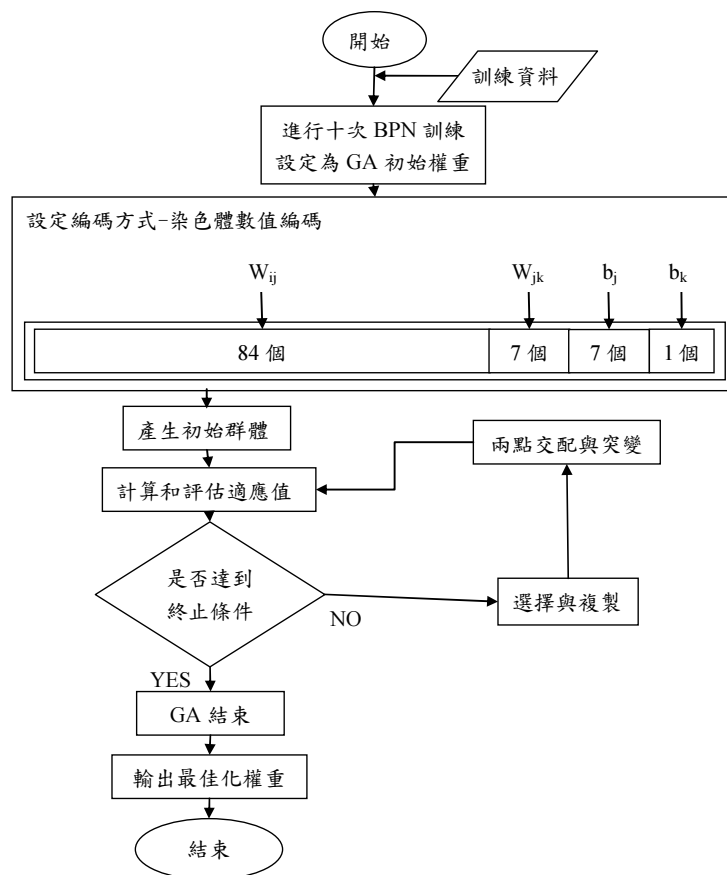 開始
訓練資料
進行十次 BPN 訓練
設定為 GA 初始權重
設定編碼方式-染色體數值編碼
Wij Wjk bj bk
84 個 7 個 7 個 1 個
產生初始群體
兩點交配與突變
計算和評估適應值
是否達到
終止條件
NO
選擇與複製
YES
GA 結束
輸出最佳化權重
結束